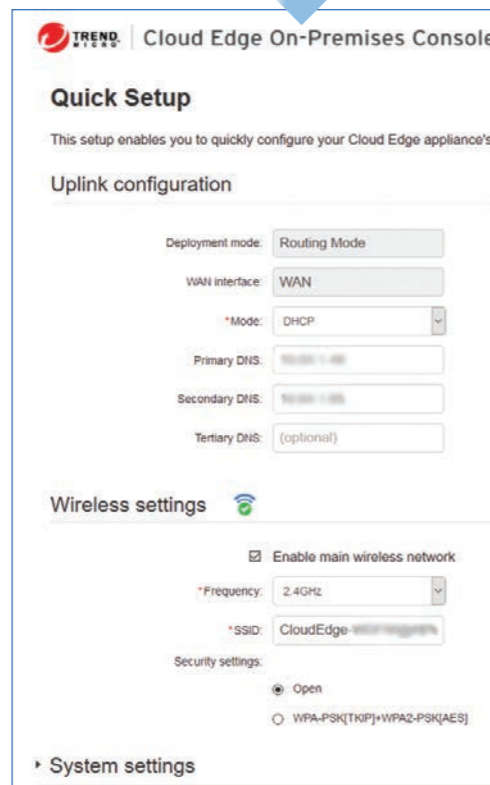 TREND MICRO Cloud Edge On-Premises Console
Quick Setup
This setup enables you to quickly configure your Cloud Edge appliance's
Uplink configuration
Deployment mode: Routing Mode
WAN interface: WAN
*Mode: DHCP
Primary DNS:
Secondary DNS:
Tertiary DNS: (optional)
Wireless settings
Enable main wireless network
*Frequency: 2.4GHz
*SSID: CloudEdge-
Security settings:
Open
WPA-PSK[TKIP]+WPA2-PSK[AES]
System settings